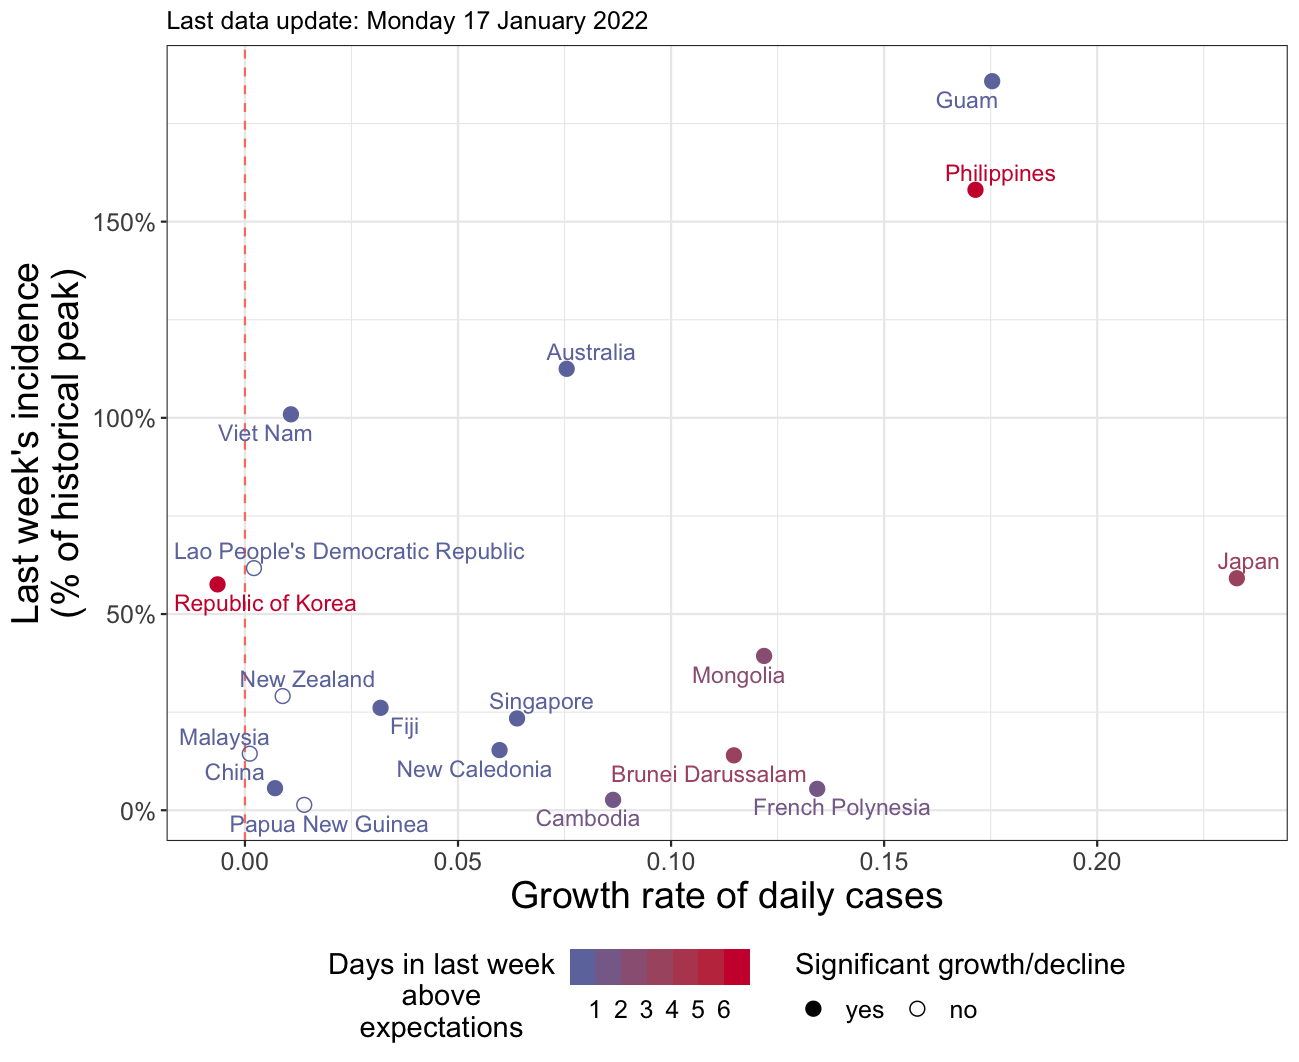 Last data update: Monday 17 January 2022
Guam
Philippines
150%
Australia
100%
Viet Nam
Last week's incidence
(% of historical peak)
Lao People's Democratic Republic
Japan
Republic of Korea
50%
Mongolia
New Zealand
Singapore
Fiji
Malaysia
New Caledonia
China
Brunei Darussalam
French Polynesia
0%
Cambodia
Papua New Guinea
0.00 0.05 0.10 0.15 0.20
Growth rate of daily cases
Days in last week
above
expectations
1 2 3 4 5 6
Significant growth/decline
yes no